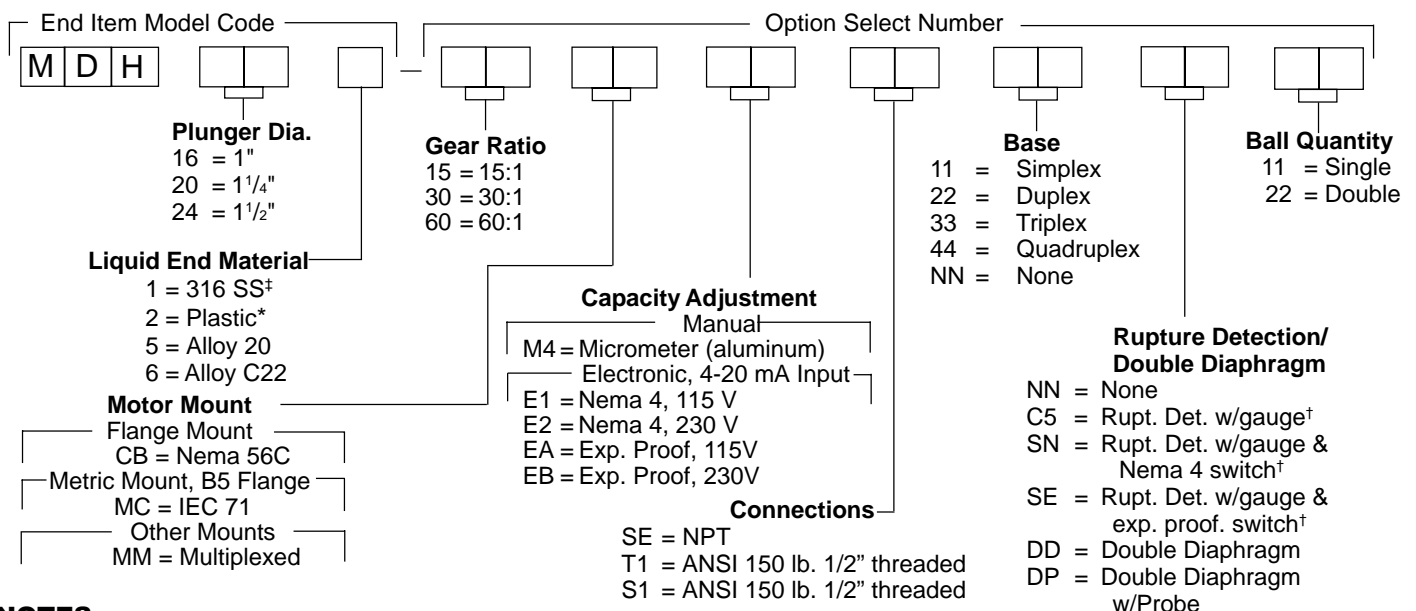 End Item Model Code
Option Select Number
M D H
Plunger Dia.
16 = 1"
20 = 1 1/4"
24 = 1 1/2"
Gear Ratio
15 = 15:1
30 = 30:1
60 = 60:1
Base
11 = Simplex
22 = Duplex
33 = Triplex
44 = Quadruplex
NN = None
Ball Quantity
11 = Single
22 = Double
Liquid End Material
1 = 316 SS‡
2 = Plastic*
5 = Alloy 20
6 = Alloy C22
Motor Mount
Flange Mount
CB = Nema 56C
Metric Mount, B5 Flange
MC = IEC 71
Other Mounts
MM = Multiplexed
Capacity Adjustment
Manual
M4 = Micrometer (aluminum)
Electronic, 4-20 mA Input
E1 = Nema 4, 115 V
E2 = Nema 4, 230 V
EA = Exp. Proof, 115V
EB = Exp. Proof, 230V
Connections
SE = NPT
T1 = ANSI 150 lb. 1/2” threaded
S1 = ANSI 150 lb. 1/2” threaded
Rupture Detection/
Double Diaphragm
NN = None
C5 = Rupt. Det. w/gauge†
SN = Rupt. Det. w/gauge &
Nema 4 switch†
SE = Rupt. Det. w/gauge &
exp. proof. switch†
DD = Double Diaphragm
DP = Double Diaphragm
w/Probe
NOTES